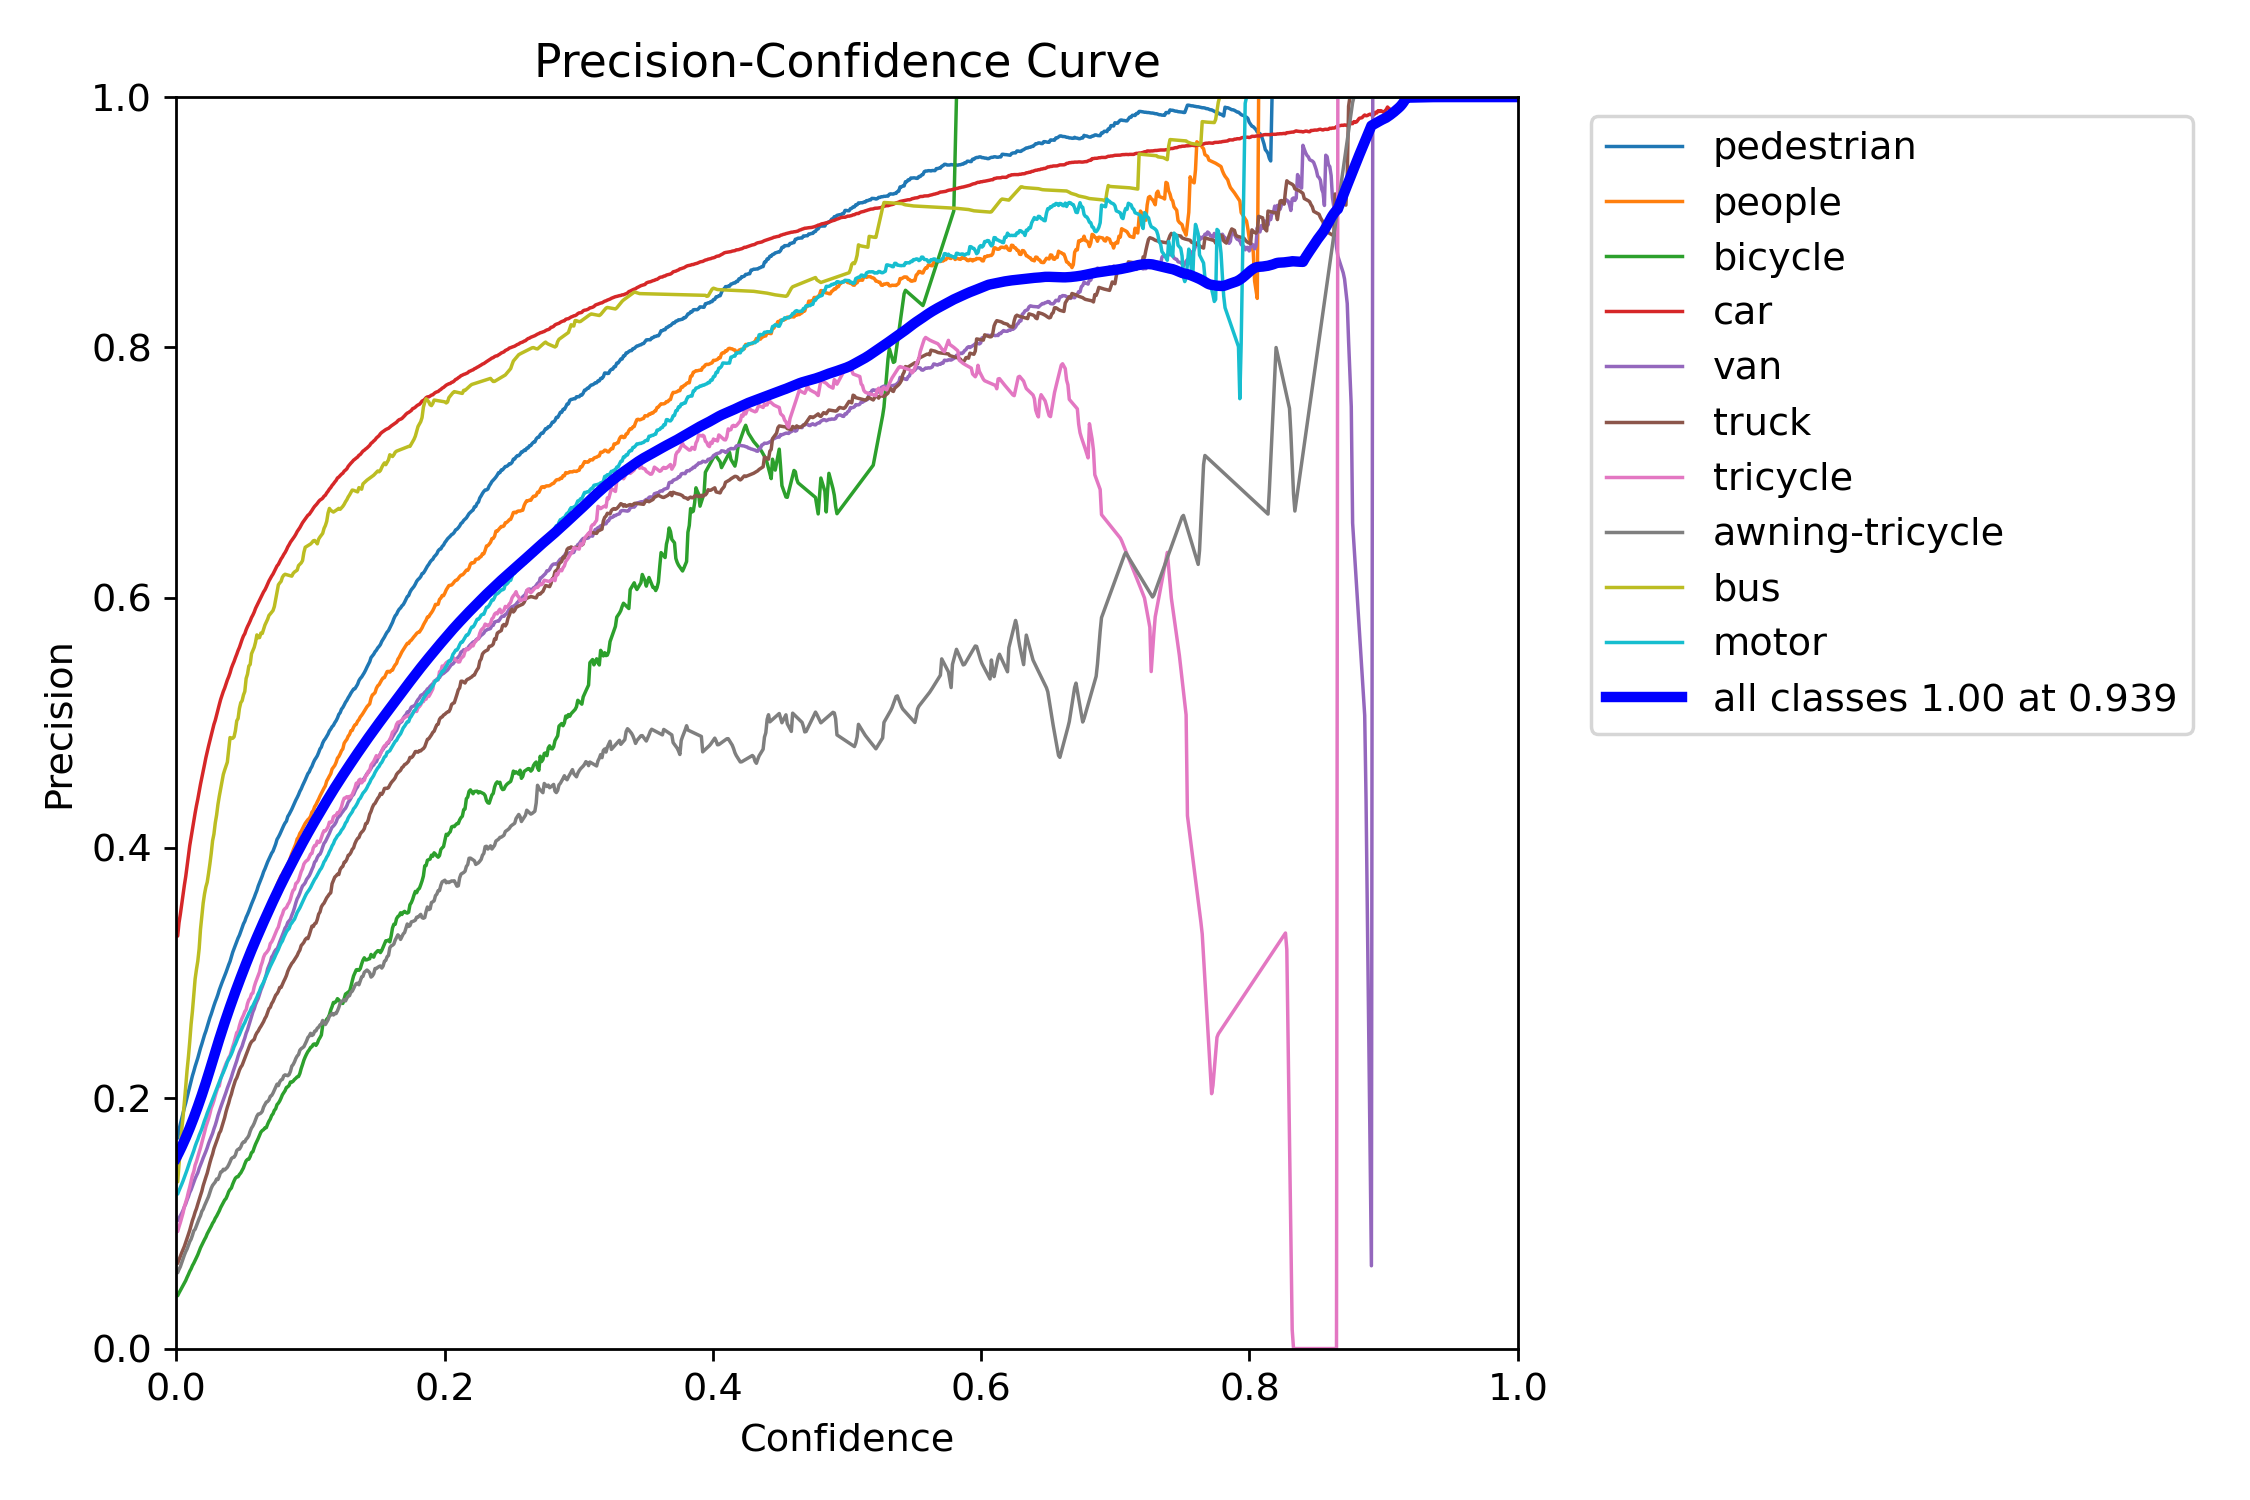 Precision-Confidence Curve
1.0
0.8
0.6
0.4
0.2
0.0
Precision
0.0 0.2 0.4 0.6 0.8 1.0
Confidence
pedestrian
people
bicycle
car
van
truck
tricycle
awning-tricycle
bus
motor
all classes 1.00 at 0.939